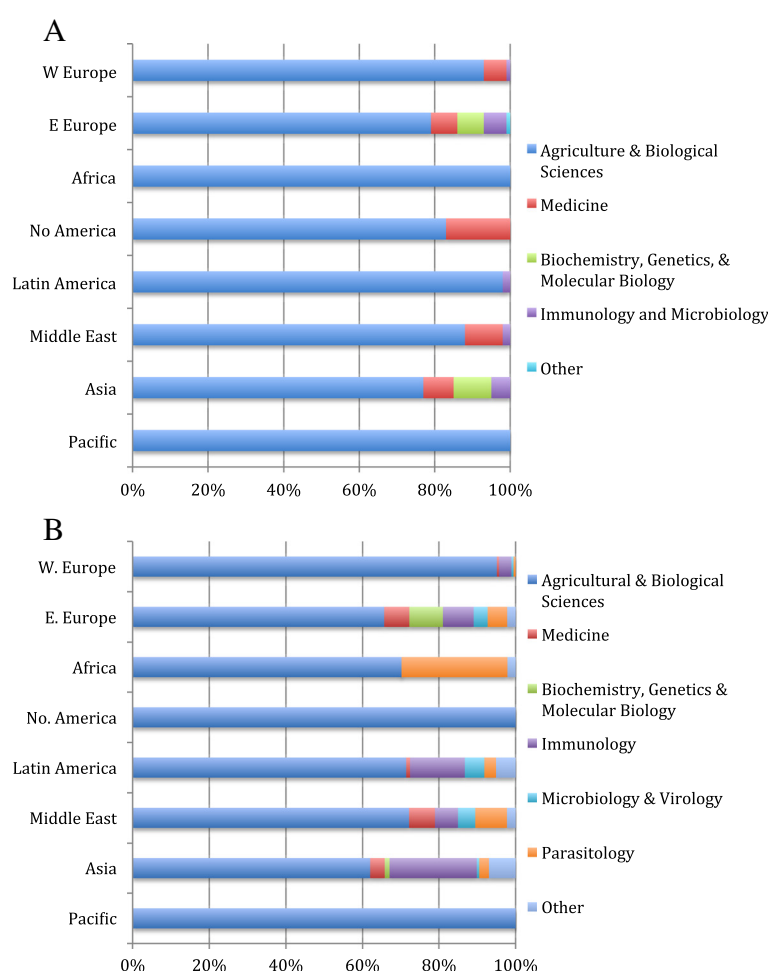 A
W Europe
E Europe
Africa
No America
Latin America
Middle East
Asia
Pacific
0% 20% 40% 60% 80% 100%
Agriculture & Biological
Sciences
Medicine
Biochemistry, Genetics, &
Molecular Biology
Immunology and Microbiology
Other
B
W. Europe
E. Europe
Africa
No. America
Latin America
Middle East
Asia
Pacific
0% 20% 40% 60% 80% 100%
Agricultural & Biological
Sciences
Medicine
Biochemistry, Genetics &
Molecular Biology
Immunology
Microbiology & Virology
Parasitology
Other